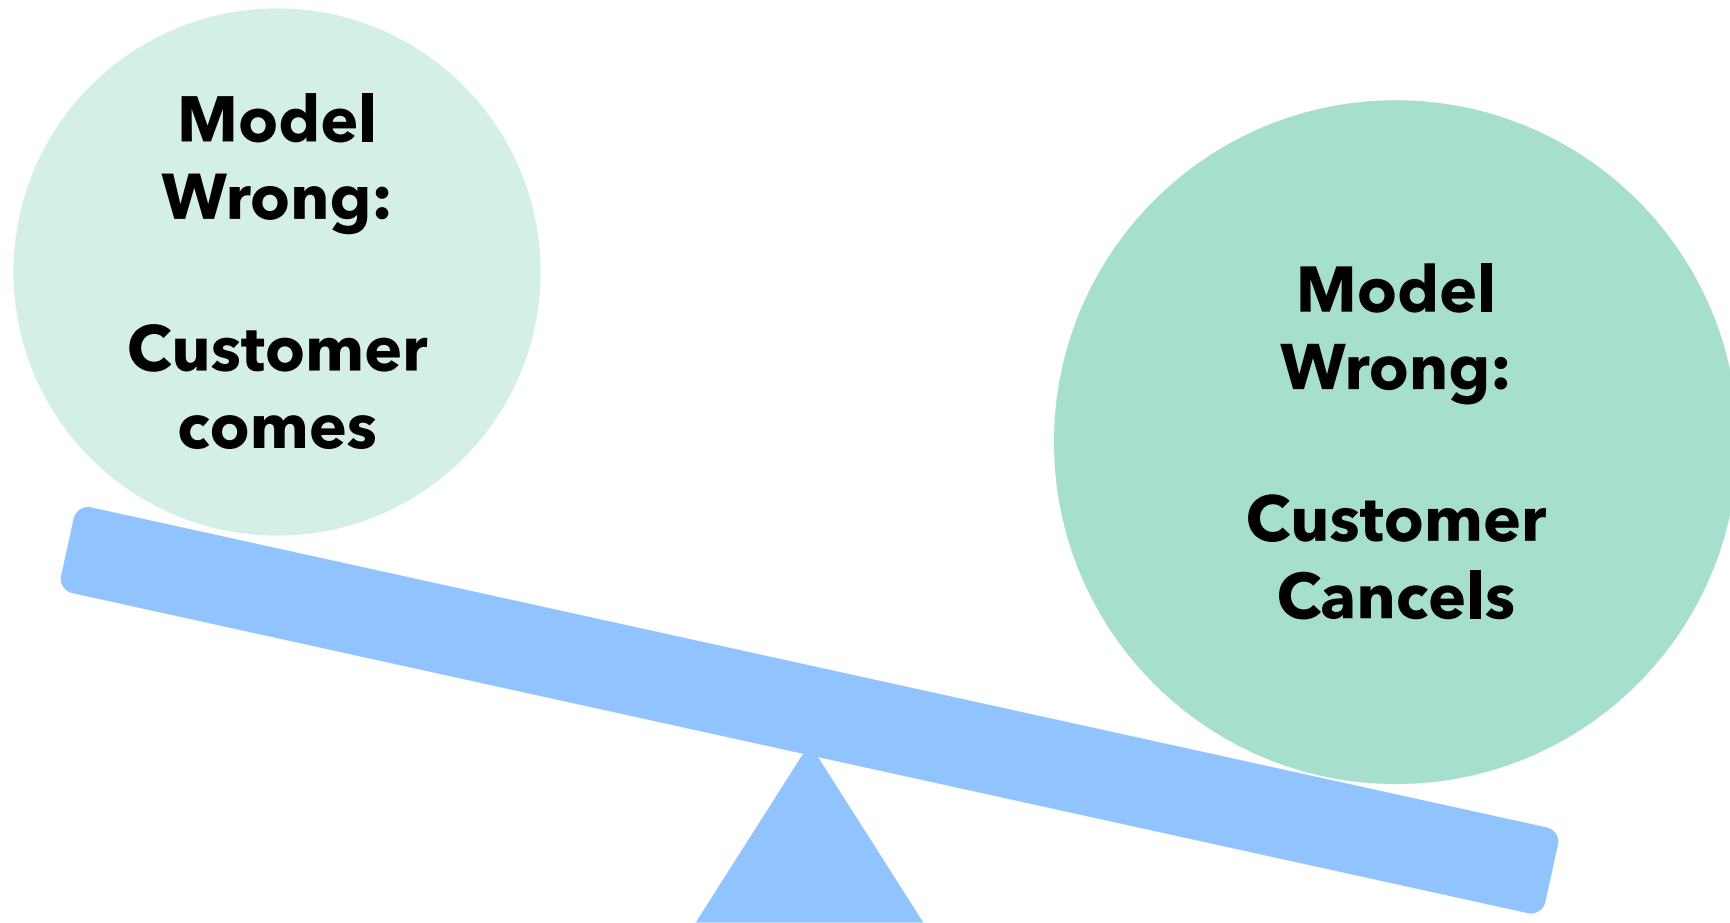 Model
Wrong:
Customer
comes
Model
Wrong:
Customer
Cancels